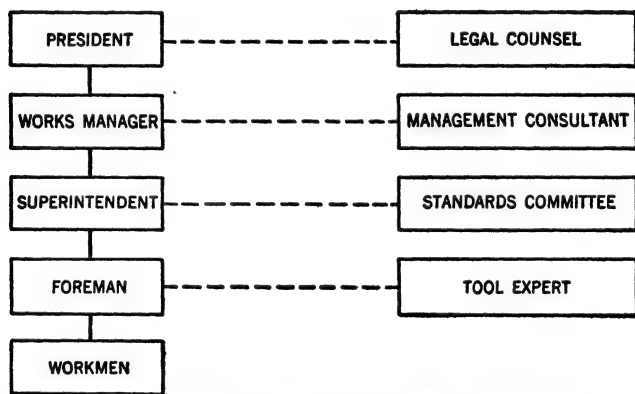 PRESIDENT
LEGAL COUNSEL
WORKS MANAGER
MANAGEMENT CONSULTANT
SUPERINTENDENT
STANDARDS COMMITTEE
FOREMAN
TOOL EXPERT
WORKMEN